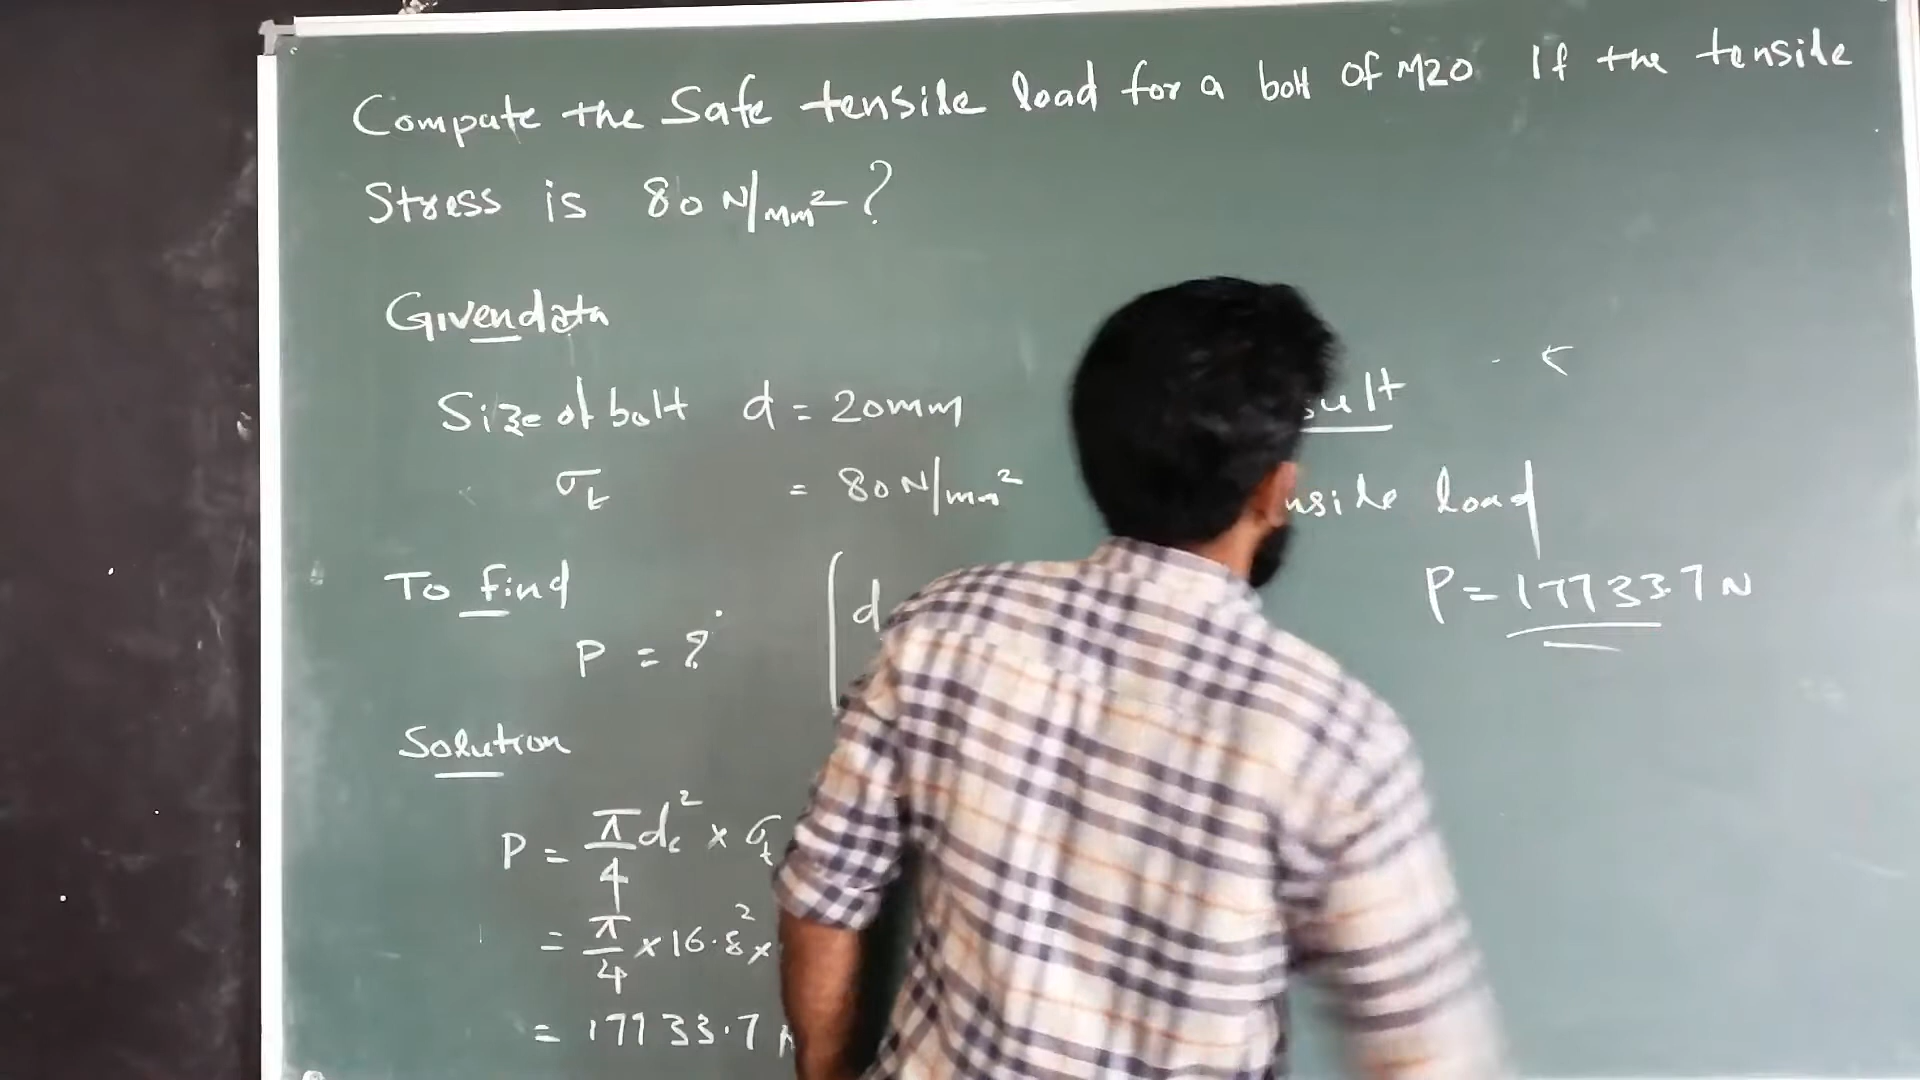 Compute the Safe tensile load for a bolt of M20 If the tensile
Stress is 80 N/mm²?
Givendata
Size of bolt d = 20mm
σt = 80 N/mm²
To find
P = ?
d
Solution
P = π/4 dc² × σt
= π/4 × 16.8² ×
= 17733.7 N
load
P = 17733.7 N